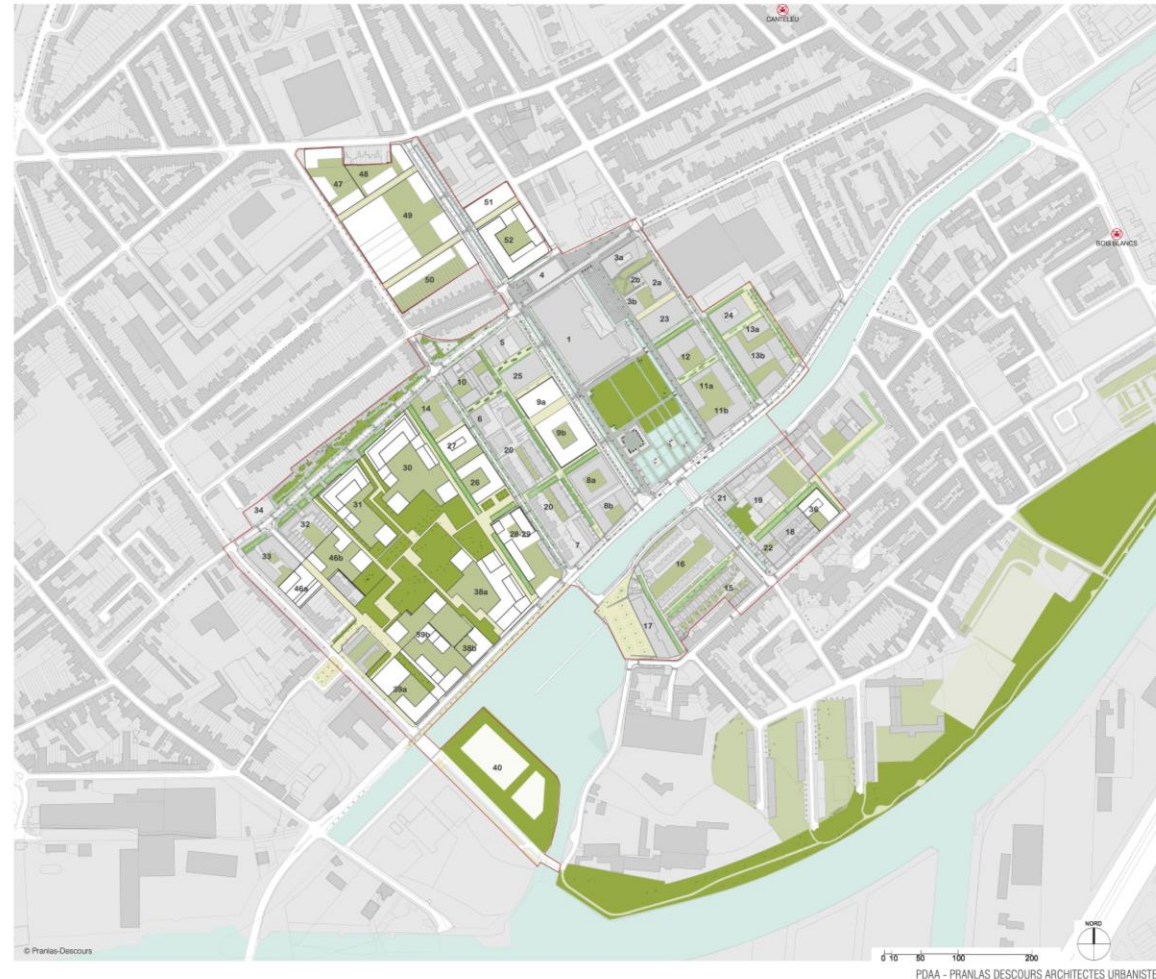 CANTELEU
BOIS BLANCS
47
48
49
50
51
52
4
3a
2b
2a
3b
23
1
24
13a
13b
12
11a
11b
5
25
10
9a
9b
6
14
27
20
26
30
31
28-29
20
8a
8b
7
34
33
32
46b
46a
38a
39b
38b
39a
21
19
36
18
22
16
15
17
40
NORD
0 10 50 100 200
© Pranlas-Descours
PDAA - PRANLAS DESCOURS ARCHITECTES URBANISTE